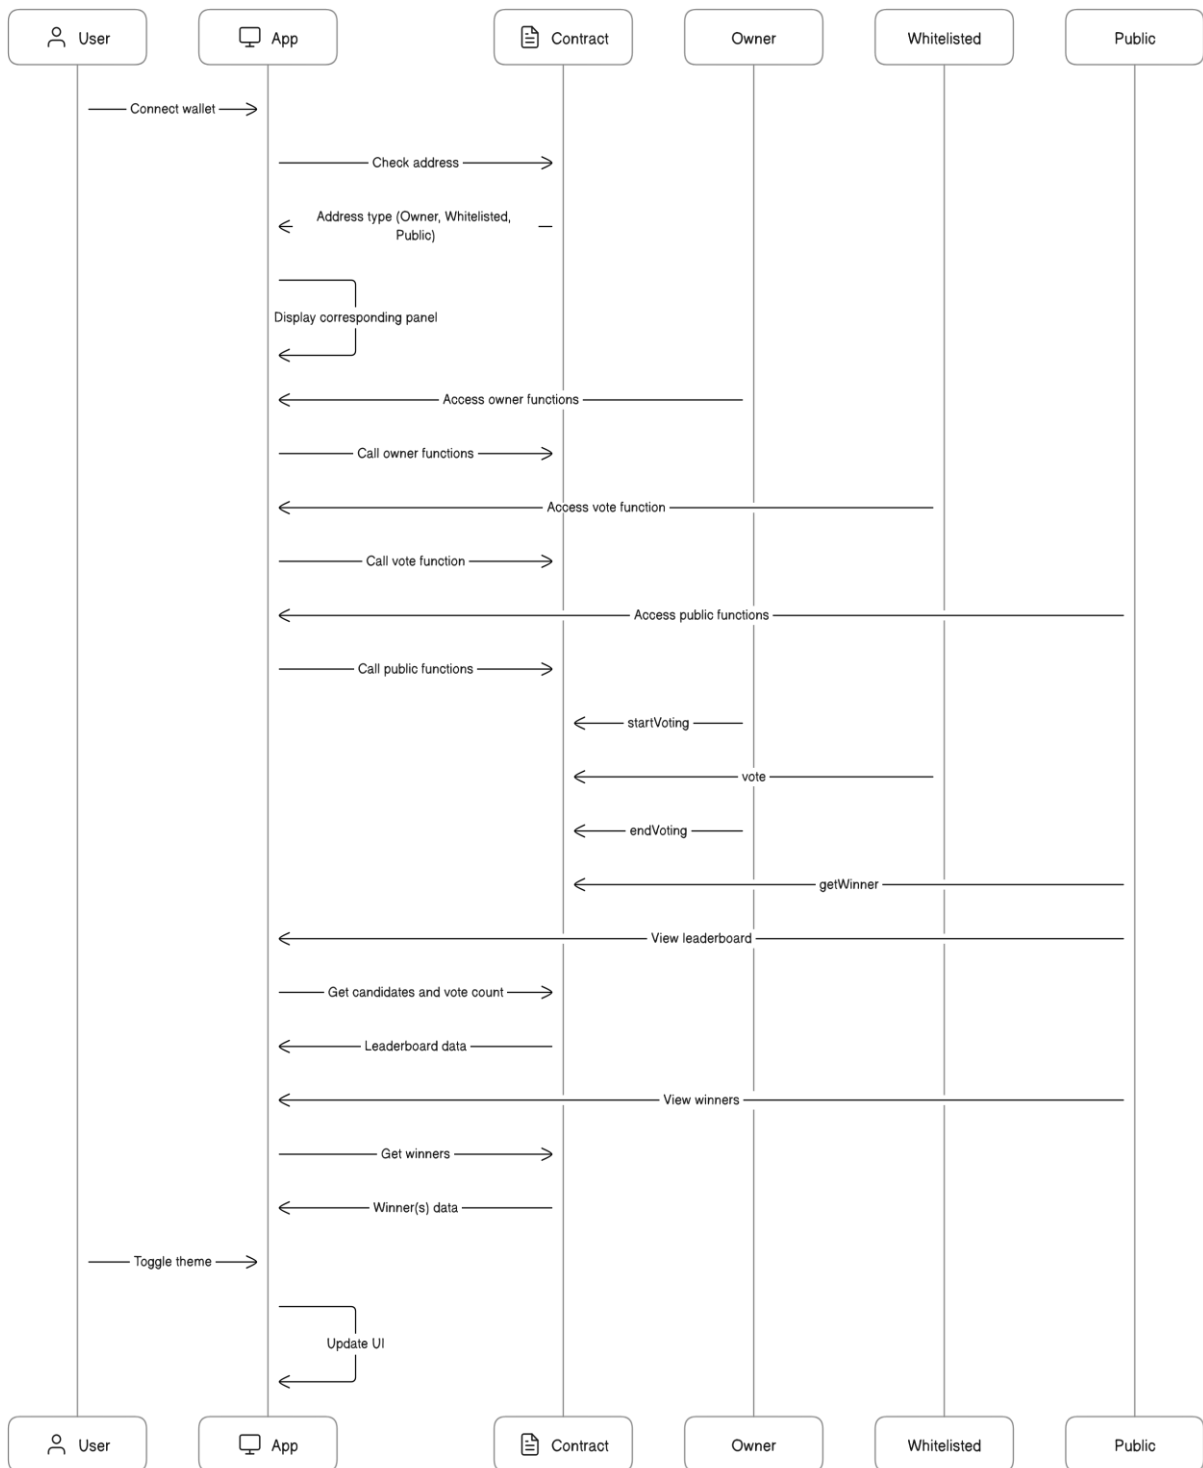 User
App
Contract
Owner
Whitelisted
Public
Connect wallet
Check address
Address type (Owner, Whitelisted,
Public)
Display corresponding panel
Access owner functions
Call owner functions
Access vote function
Call vote function
Access public functions
Call public functions
startVoting
vote
endVoting
getWinner
View leaderboard
Get candidates and vote count
Leaderboard data
View winners
Get winners
Winner(s) data
Toggle theme
Update UI
User
App
Contract
Owner
Whitelisted
Public